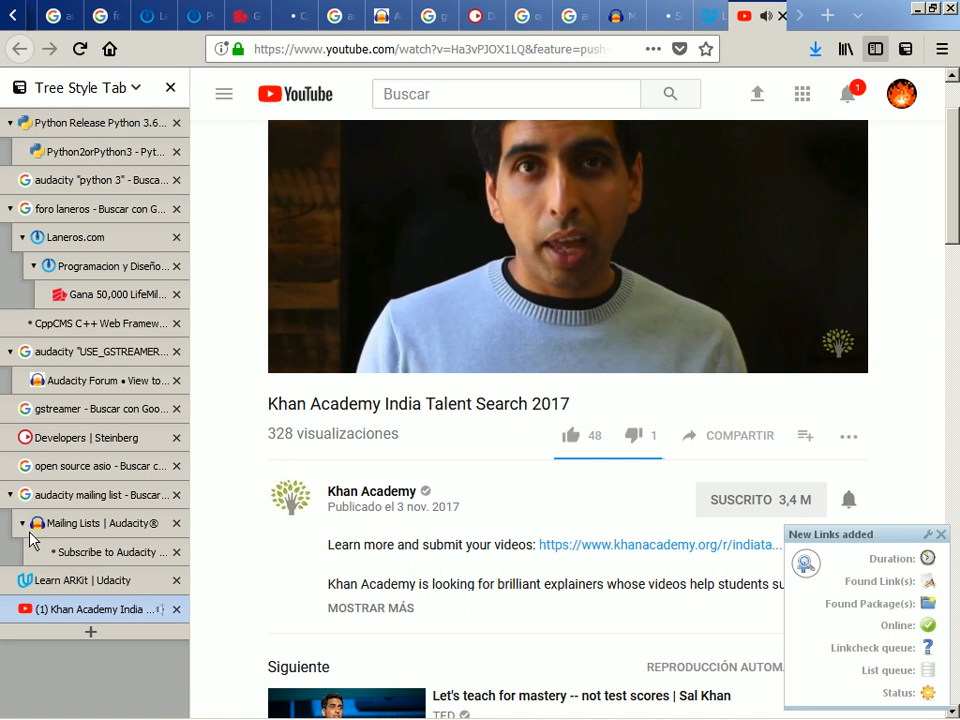 https://www.youtube.com/watch?v=Ha3vPJOX1LQ&feature=push-
Tree Style Tab
Python Release Python 3.6...
Python2orPython3 - Pyt...
audacity "python 3" - Busca...
foro laneros - Buscar con G...
Laneros.com
Programacion y Diseño...
Gana 50,000 LifeMil...
CppCMS C++ Web Framew...
audacity "USE_GSTREAMER...
Audacity Forum • View to...
gstreamer - Buscar con Goo...
Developers | Steinberg
open source asio - Buscar c...
audacity mailing list - Buscar...
Mailing Lists | Audacity®
Subscribe to Audacity ...
Learn ARKit | Udacity
(1) Khan Academy India ...
YouTube
Buscar
1
Khan Academy India Talent Search 2017
328 visualizaciones
48
1
COMPARTIR
Khan Academy
Publicado el 3 nov. 2017
SUSCRITO 3,4 M
Learn more and submit your videos: https://www.khanacademy.org/r/indiata...
Khan Academy is looking for brilliant explainers whose videos help students su
MOSTRAR MÁS
Siguiente
REPRODUCCIÓN AUTOM
Let's teach for mastery -- not test scores | Sal Khan
TED
New Links added
Duration:
Found Link(s):
Found Package(s):
Online:
Linkcheck queue:
List queue:
Status: